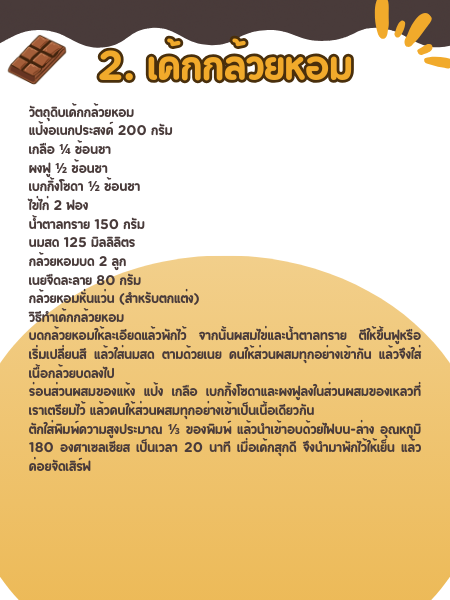 2. เค้กกล้วยหอม
วัตถุดิบเค้กกล้วยหอม
แป้งอเนกประสงค์ 200 กรัม
เกลือ ¼ ช้อนชา
ผงฟู ½ ช้อนชา
เบกกิ้งโซดา ½ ช้อนชา
ไข่ไก่ 2 ฟอง
น้ำตาลทราย 150 กรัม
นมสด 125 มิลลิลิตร
กล้วยหอมบด 2 ลูก
เนยจืดละลาย 80 กรัม
กล้วยหอมหั่นแว่น (สำหรับตกแต่ง)
วิธีทำเค้กกล้วยหอม
บดกล้วยหอมให้ละเอียดแล้วพักไว้ จากนั้นผสมไข่และน้ำตาลทราย ตีให้ขึ้นฟูหรือ
เริ่มเปลี่ยนสี แล้วใส่นมสด ตามด้วยเนย คนให้ส่วนผสมทุกอย่างเข้ากัน แล้วจึงใส่
เนื้อกล้วยบดลงไป
ร่อนส่วนผสมของแห้ง แป้ง เกลือ เบกกิ้งโซดาและผงฟูลงในส่วนผสมของเหลวที่
เราเตรียมไว้ แล้วคนให้ส่วนผสมทุกอย่างเข้าเป็นเนื้อเดียวกัน
ตักใส่พิมพ์ความสูงประมาณ ⅓ ของพิมพ์ แล้วนำเข้าอบด้วยไฟบน-ล่าง อุณหภูมิ
180 องศาเซลเซียส เป็นเวลา 20 นาที เมื่อเค้กสุกดี จึงนำมาพักไว้ให้เย็น แล้ว
ค่อยจัดเสิร์ฟ